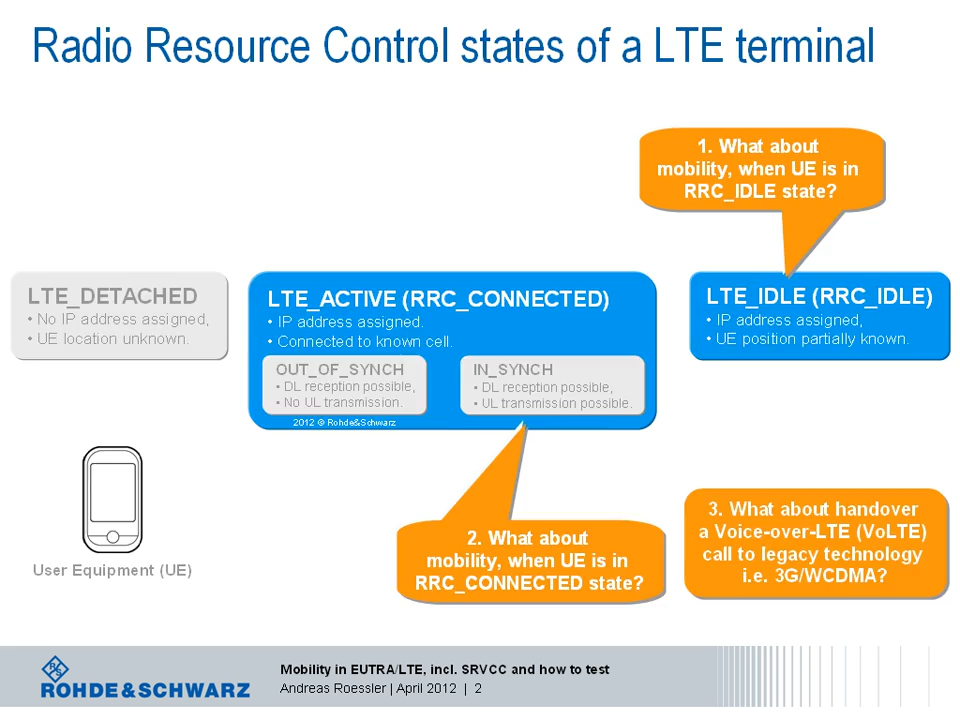 Radio Resource Control states of a LTE terminal
1. What about
mobility, when UE is in
RRC_IDLE state?
LTE_DETACHED
• No IP address assigned,
• UE location unknown.
LTE_ACTIVE (RRC_CONNECTED)
• IP address assigned.
• Connected to known cell.
OUT_OF_SYNCH
• DL reception possible,
• No UL transmission.
IN_SYNCH
• DL reception possible,
• UL transmission possible.
2012 © Rohde&Schwarz
LTE_IDLE (RRC_IDLE)
• IP address assigned,
• UE position partially known.
User Equipment (UE)
2. What about
mobility, when UE is in
RRC_CONNECTED state?
3. What about handover
a Voice-over-LTE (VoLTE)
call to legacy technology
i.e. 3G/WCDMA?
R&S
ROHDE&SCHWARZ
Mobility in EUTRA/LTE, incl. SRVCC and how to test
Andreas Roessler | April 2012 | 2